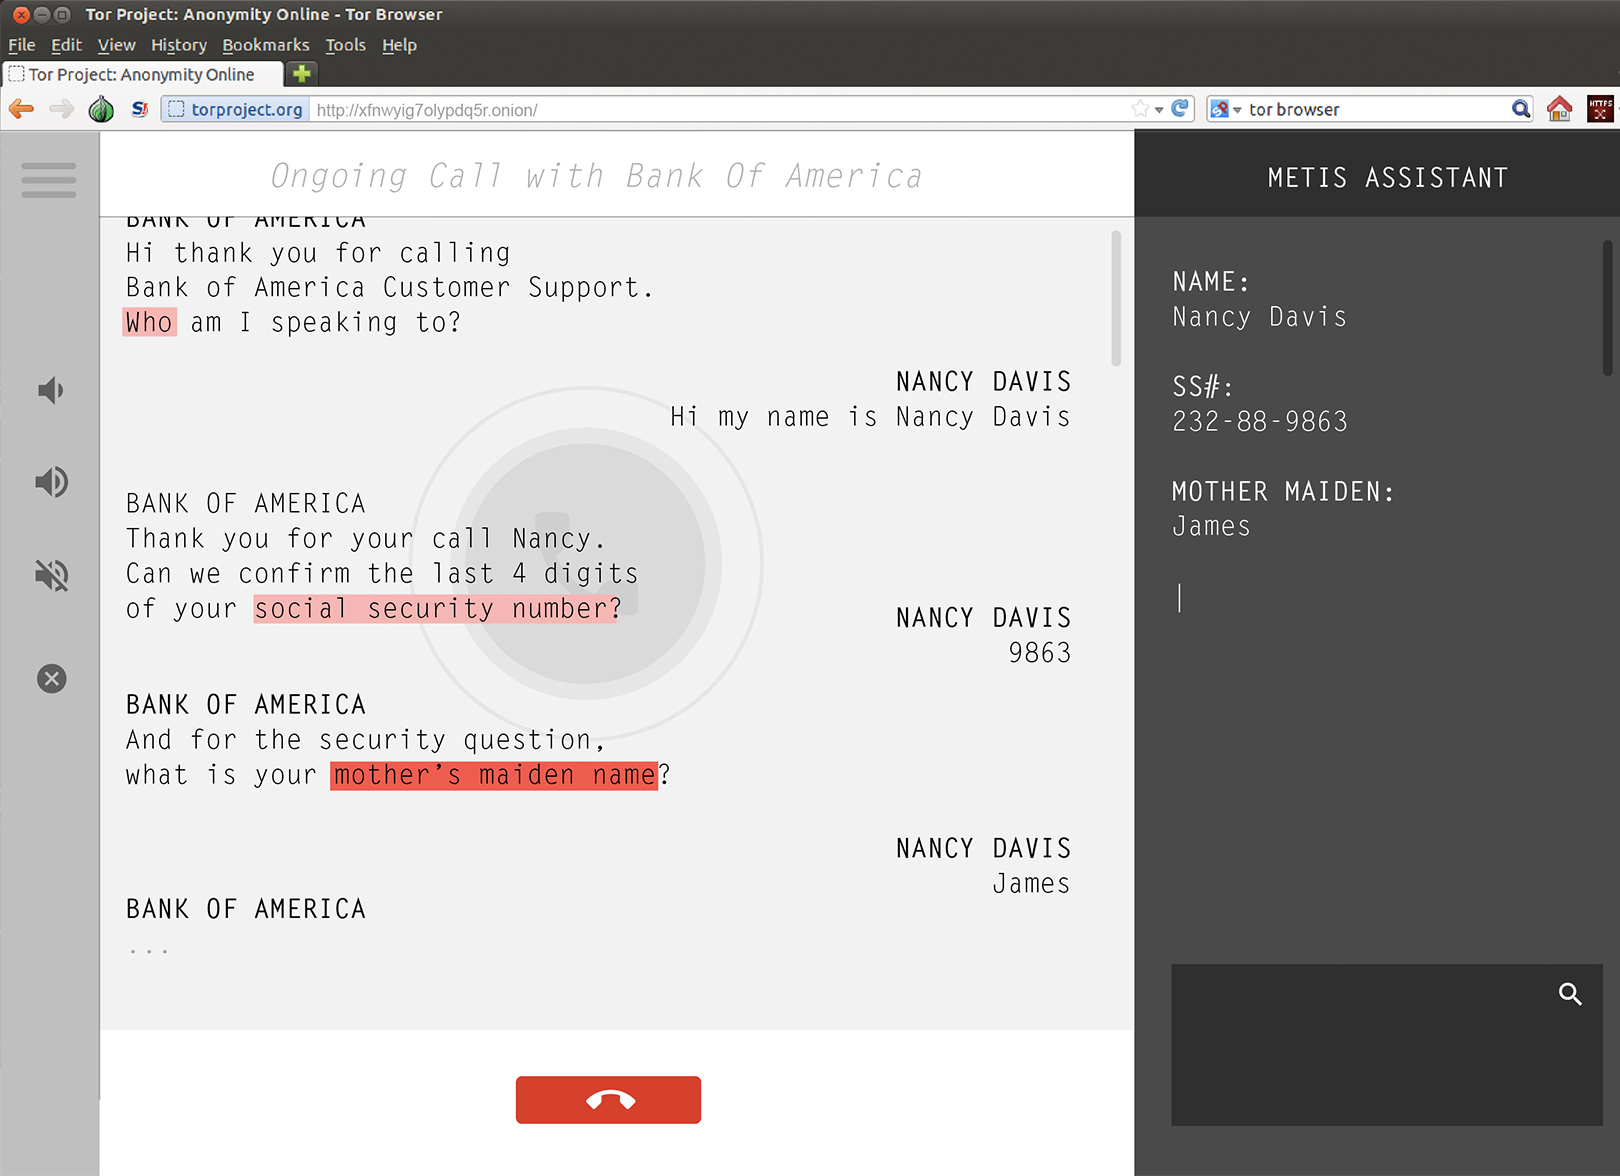 Tor Project: Anonymity Online - Tor Browser
File Edit View History Bookmarks Tools Help
Tor Project: Anonymity Online
torproject.org http://xfnwyig7olypdq5r.onion/
tor browser
HTTPS
Ongoing Call with Bank Of America
BANK OF AMERICA
Hi thank you for calling
Bank of America Customer Support.
Who am I speaking to?
NANCY DAVIS
Hi my name is Nancy Davis
BANK OF AMERICA
Thank you for your call Nancy.
Can we confirm the last 4 digits
of your social security number?
NANCY DAVIS
9863
BANK OF AMERICA
And for the security question,
what is your mother’s maiden name?
NANCY DAVIS
James
BANK OF AMERICA
...
METIS ASSISTANT
NAME:
Nancy Davis
SS#:
232-88-9863
MOTHER MAIDEN:
James